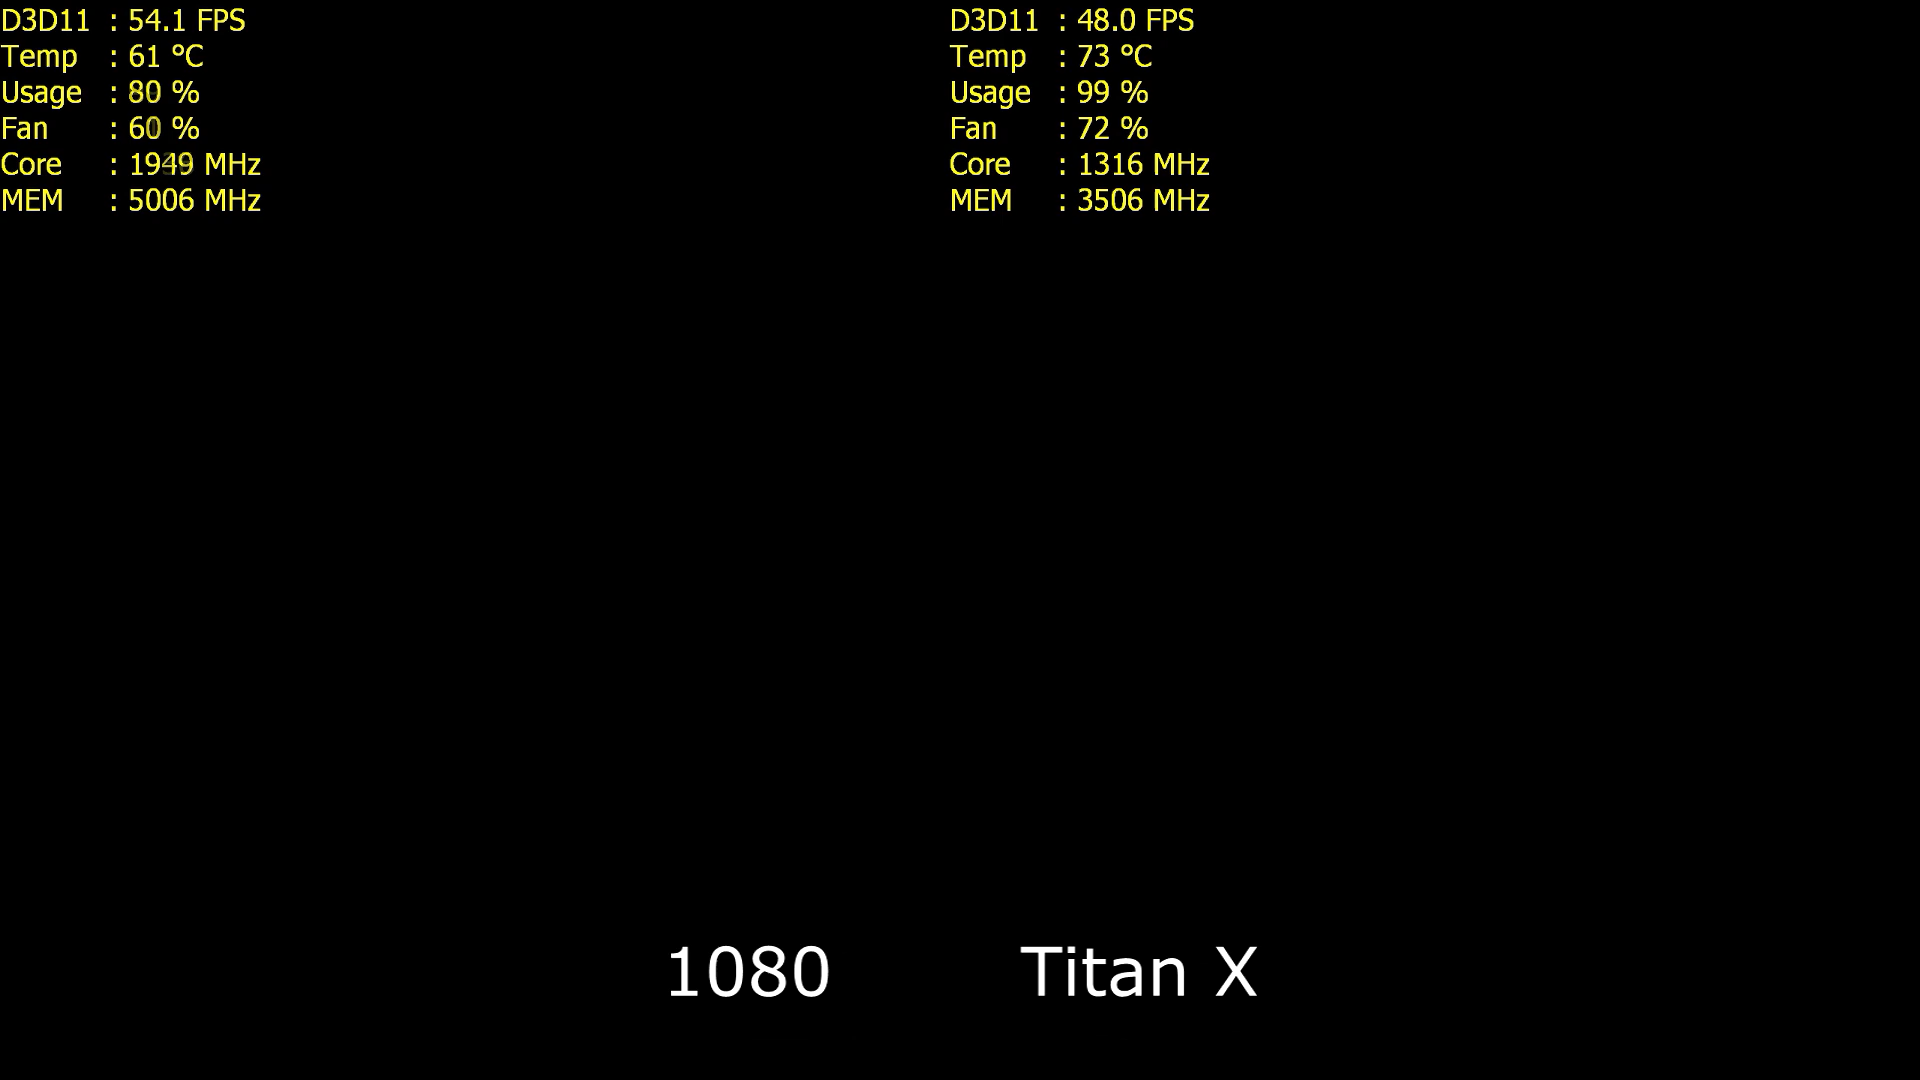 D3D11 : 54.1 FPS
Temp : 61 °C
Usage : 80 %
Fan : 60 %
Core : 1949 MHz
MEM : 5006 MHz
D3D11 : 48.0 FPS
Temp : 73 °C
Usage : 99 %
Fan : 72 %
Core : 1316 MHz
MEM : 3506 MHz
1080
Titan X